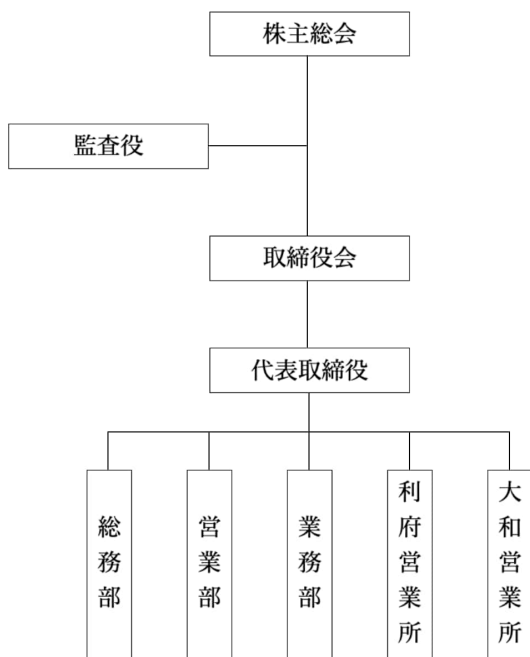 株主総会
監査役
取締役会
代表取締役
総務部
営業部
業務部
利府営業所
大和営業所